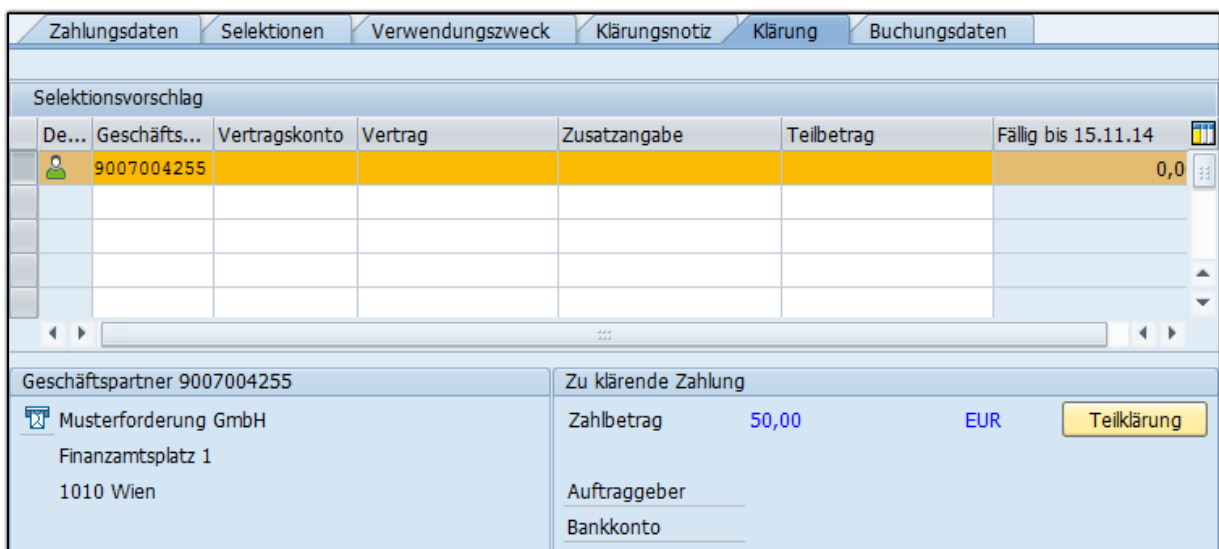 Zahlungsdaten Selektionen Verwendungszweck Klärungsnotiz Klärung Buchungsdaten
Selektionsvorschlag
De... Geschäfts... Vertragskonto Vertrag Zusatzangabe Teilbetrag Fällig bis 15.11.14
9007004255 0,0
Geschäftspartner 9007004255
Musterforderung GmbH
Finanzamtsplatz 1
1010 Wien
Zu klärende Zahlung
Zahlbetrag 50,00 EUR Teilklärung
Auftraggeber
Bankkonto